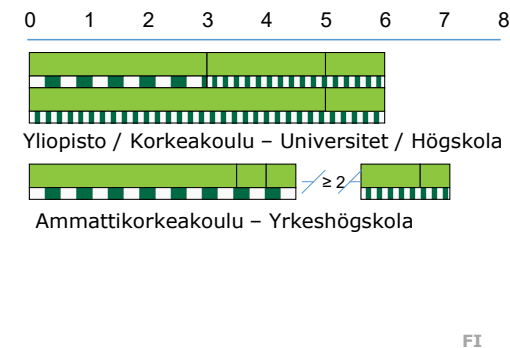 0 1 2 3 4 5 6 7 8
Yliopisto / Korkeakoulu – Universitet / Högskola
≥ 2
Ammattikorkeakoulu – Yrkeshögskola
FI